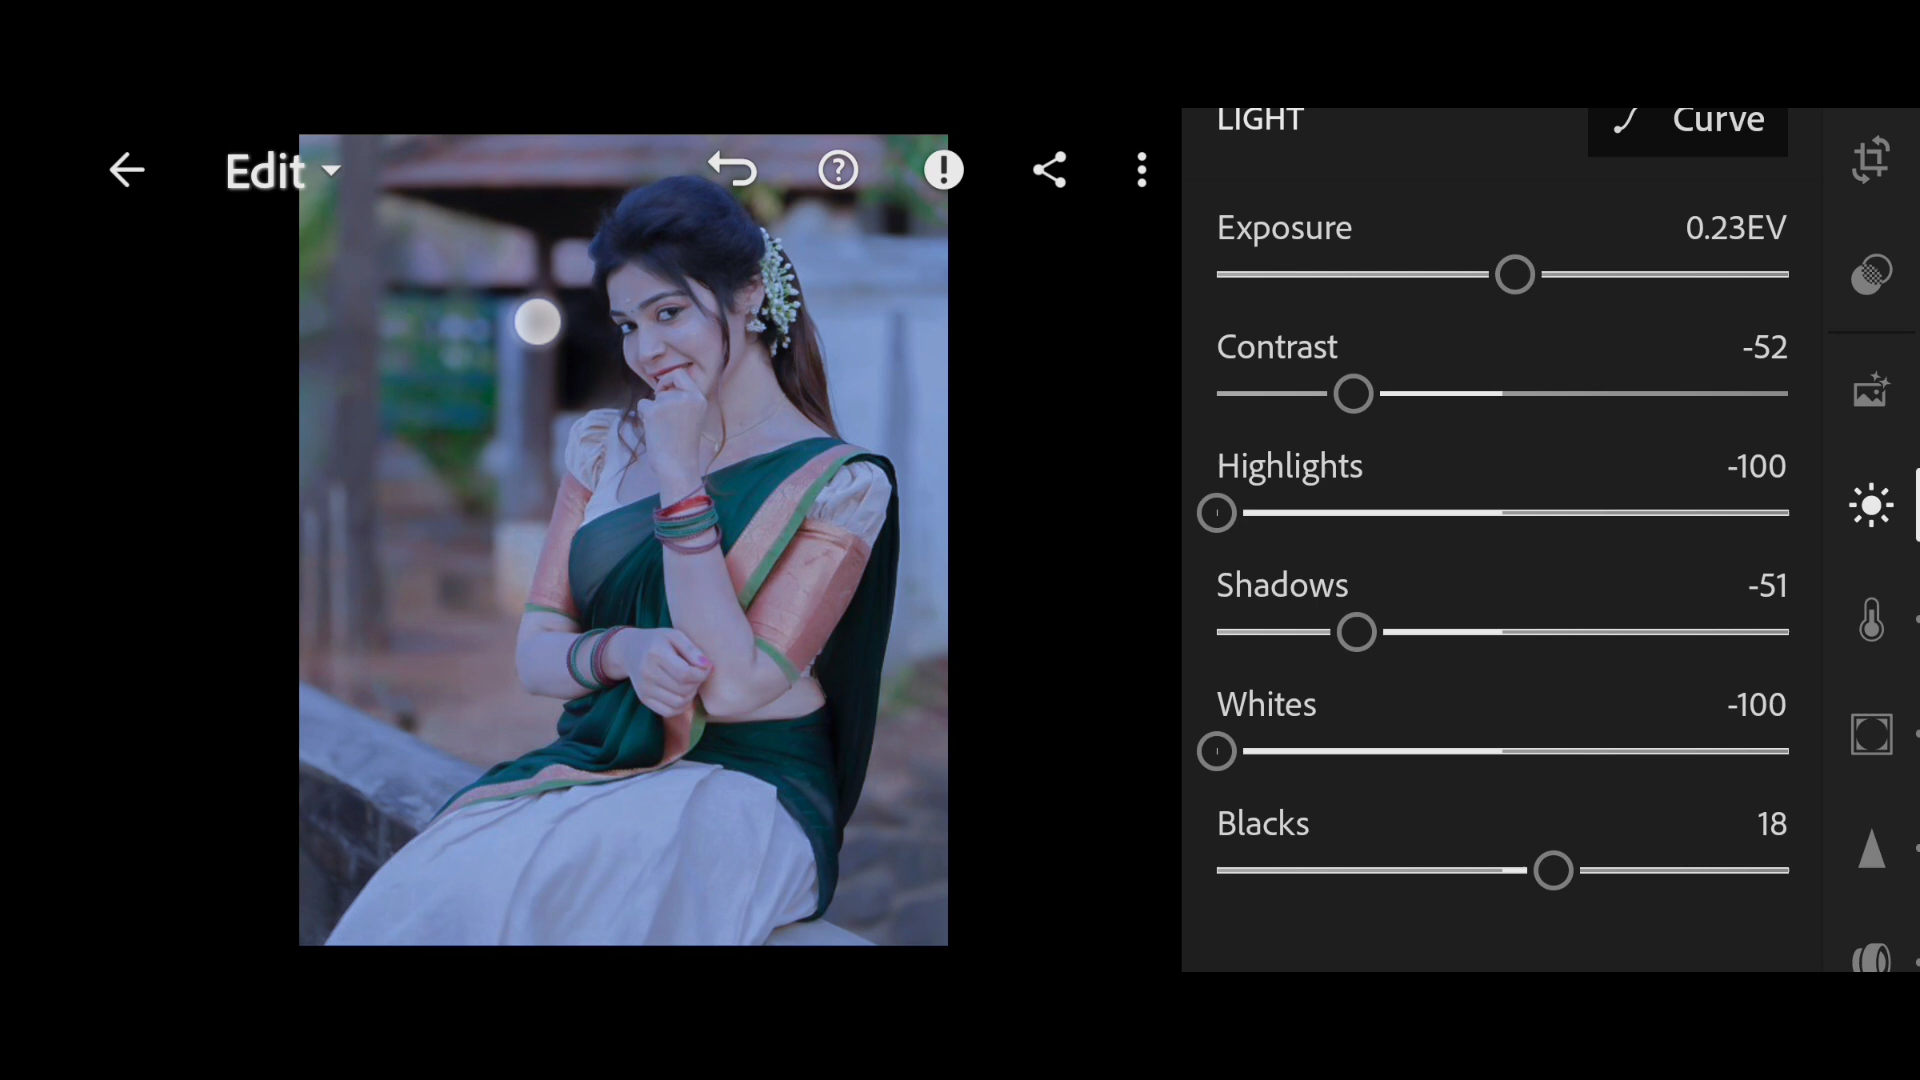 Edit
LIGHT
Curve
Exposure 0.23EV
Contrast -52
Highlights -100
Shadows -51
Whites -100
Blacks 18